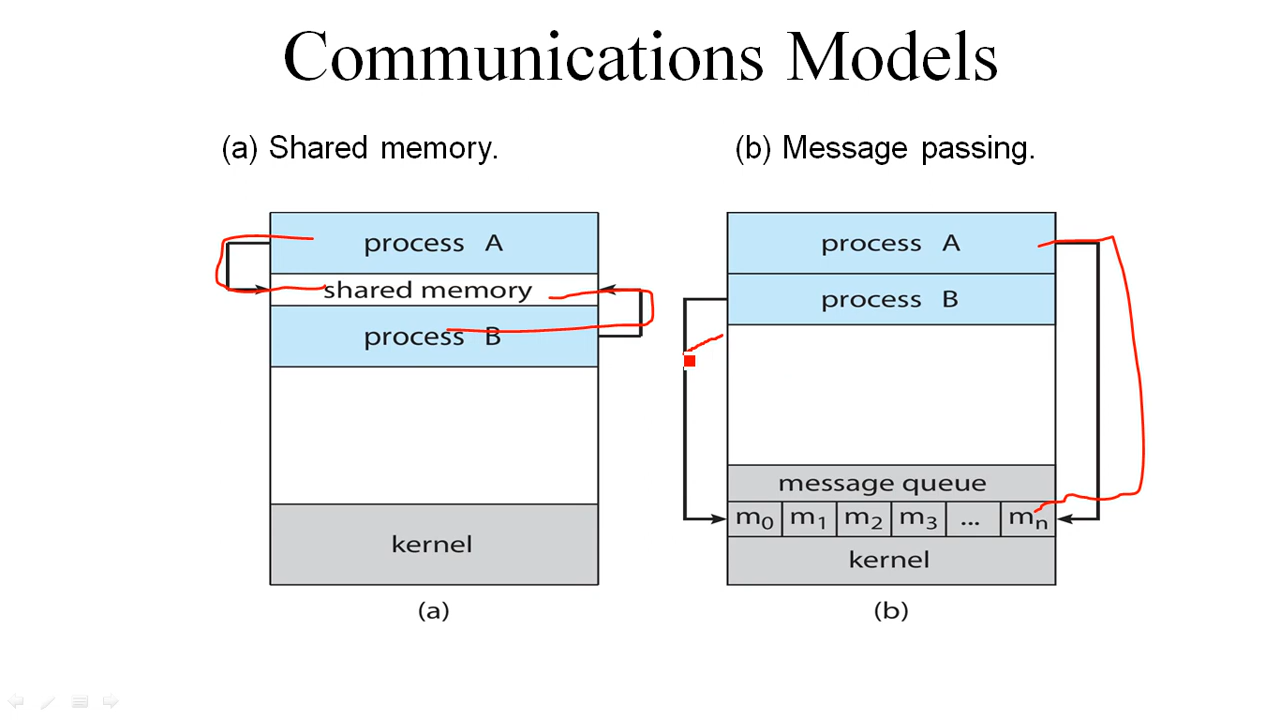 Communications Models
(a) Shared memory.
(b) Message passing.
process A
shared memory
process B
kernel
(a)
process A
process B
message queue
m₀ m₁ m₂ m₃ ... mₙ
kernel
(b)